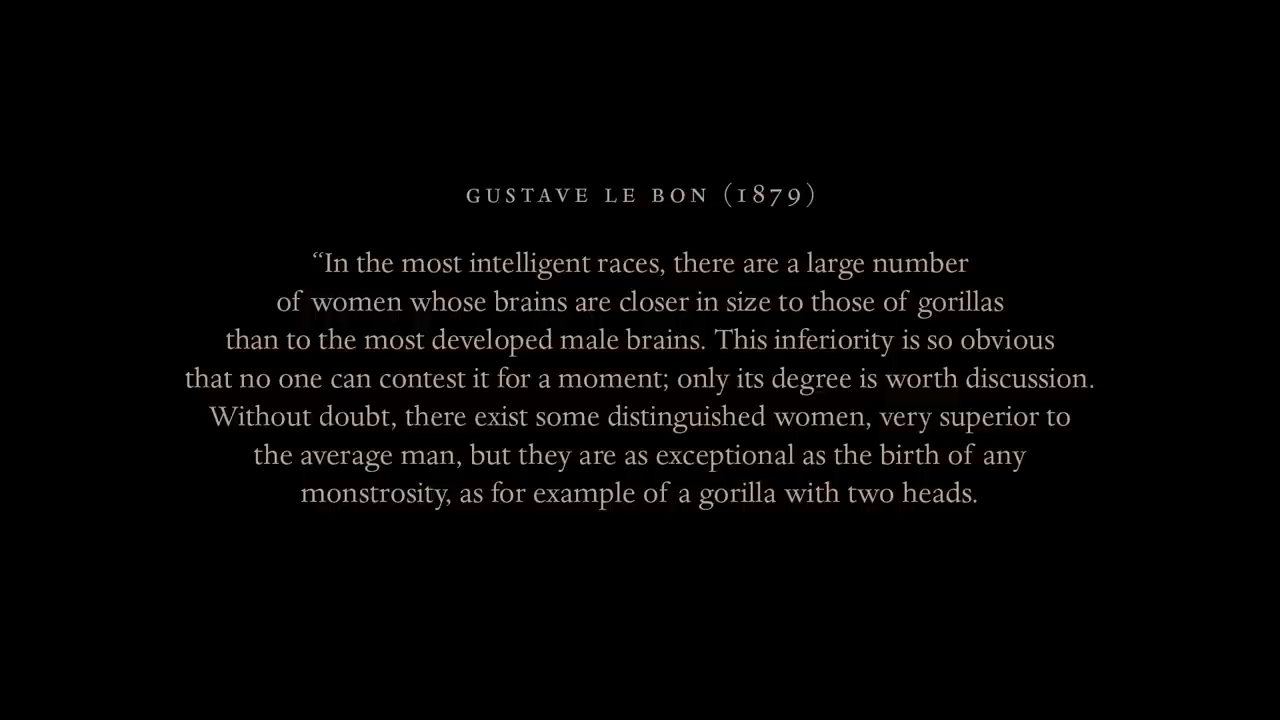 GUSTAVE LE BON (1879)
“In the most intelligent races, there are a large number
of women whose brains are closer in size to those of gorillas
than to the most developed male brains. This inferiority is so obvious
that no one can contest it for a moment; only its degree is worth discussion.
Without doubt, there exist some distinguished women, very superior to
the average man, but they are as exceptional as the birth of any
monstrosity, as for example of a gorilla with two heads.